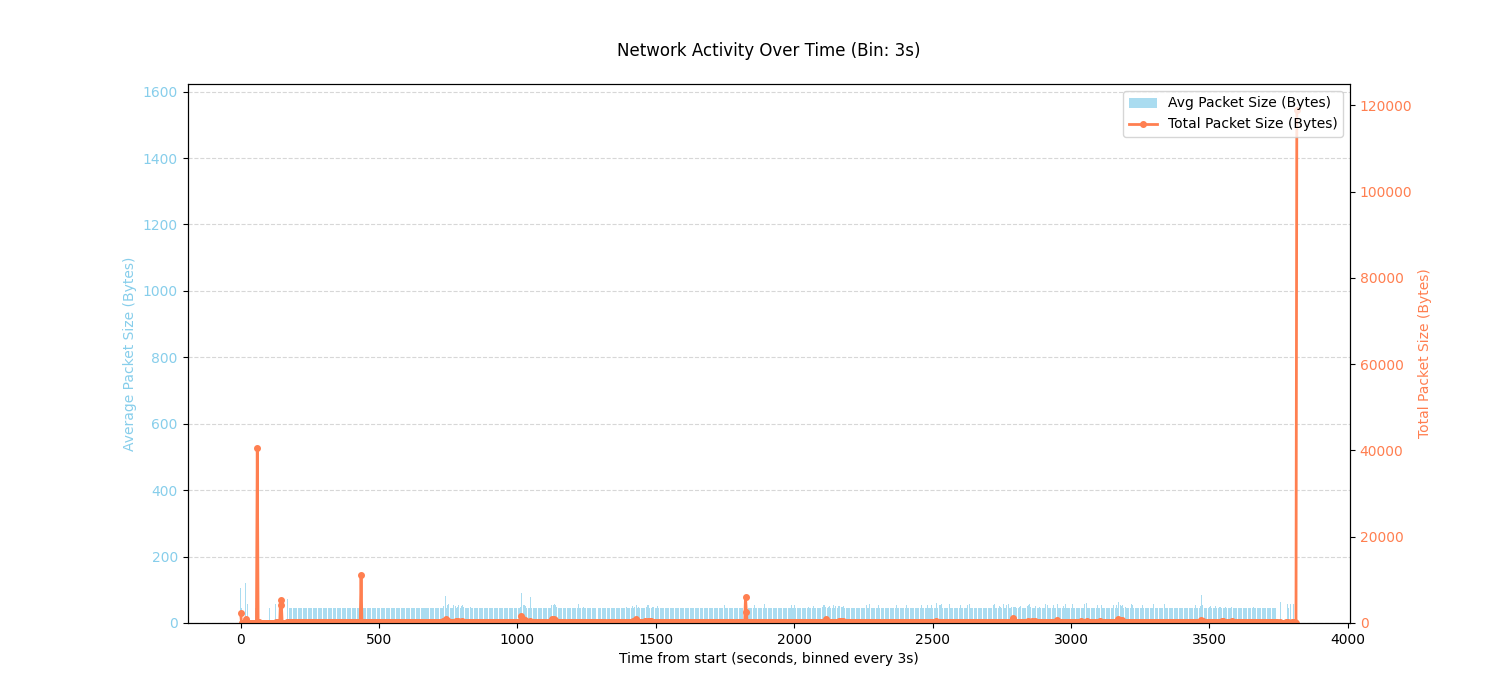 Network Activity Over Time (Bin: 3s)
Avg Packet Size (Bytes)
Total Packet Size (Bytes)
1600
1400
1200
1000
800
600
400
200
0
Average Packet Size (Bytes)
120000
100000
80000
60000
40000
20000
0
Total Packet Size (Bytes)
0 500 1000 1500 2000 2500 3000 3500 4000
Time from start (seconds, binned every 3s)